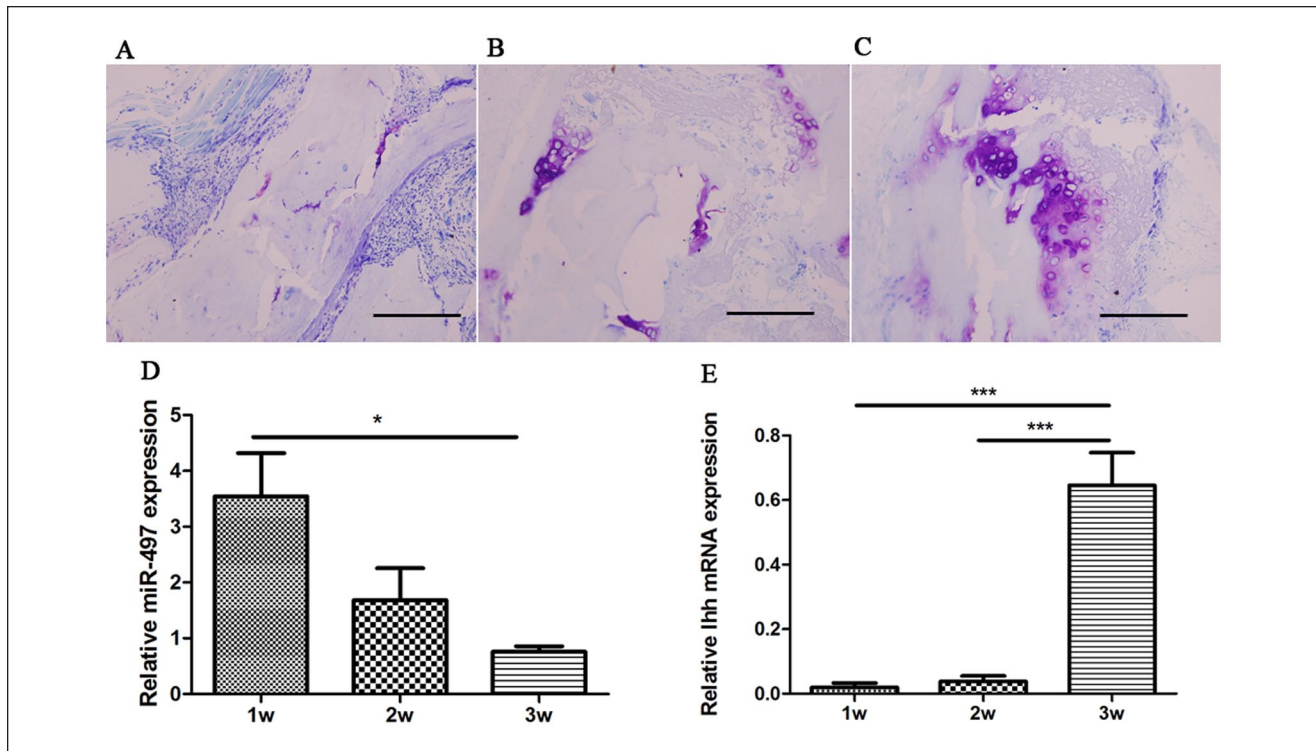 A
B
C
D
Relative miR-497 expression
5
4
3
2
1
0
*
1w
2w
3w
E
Relative Ihh mRNA expression
0.8
0.6
0.4
0.2
0.0
***
***
1w
2w
3w